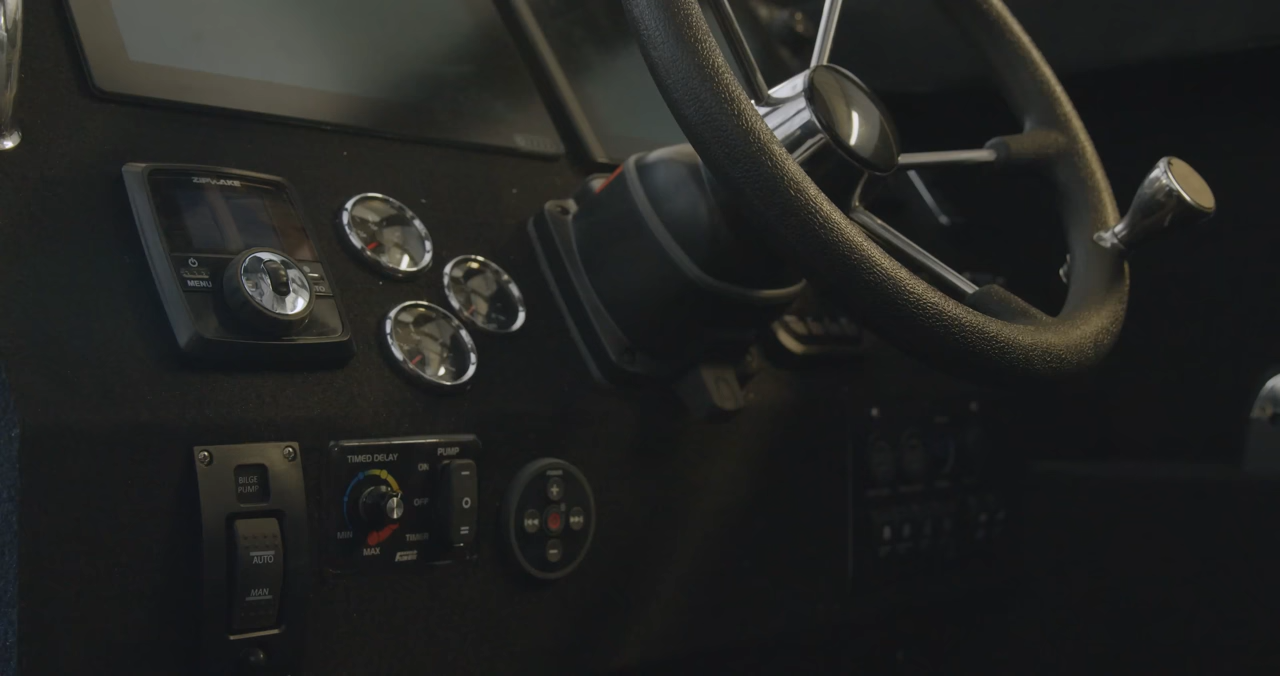 ZIPWAKE
MENU
BILGE
PUMP
AUTO
MAN
TIMED DELAY
PUMP
ON
OFF
TIMER
MIN
MAX